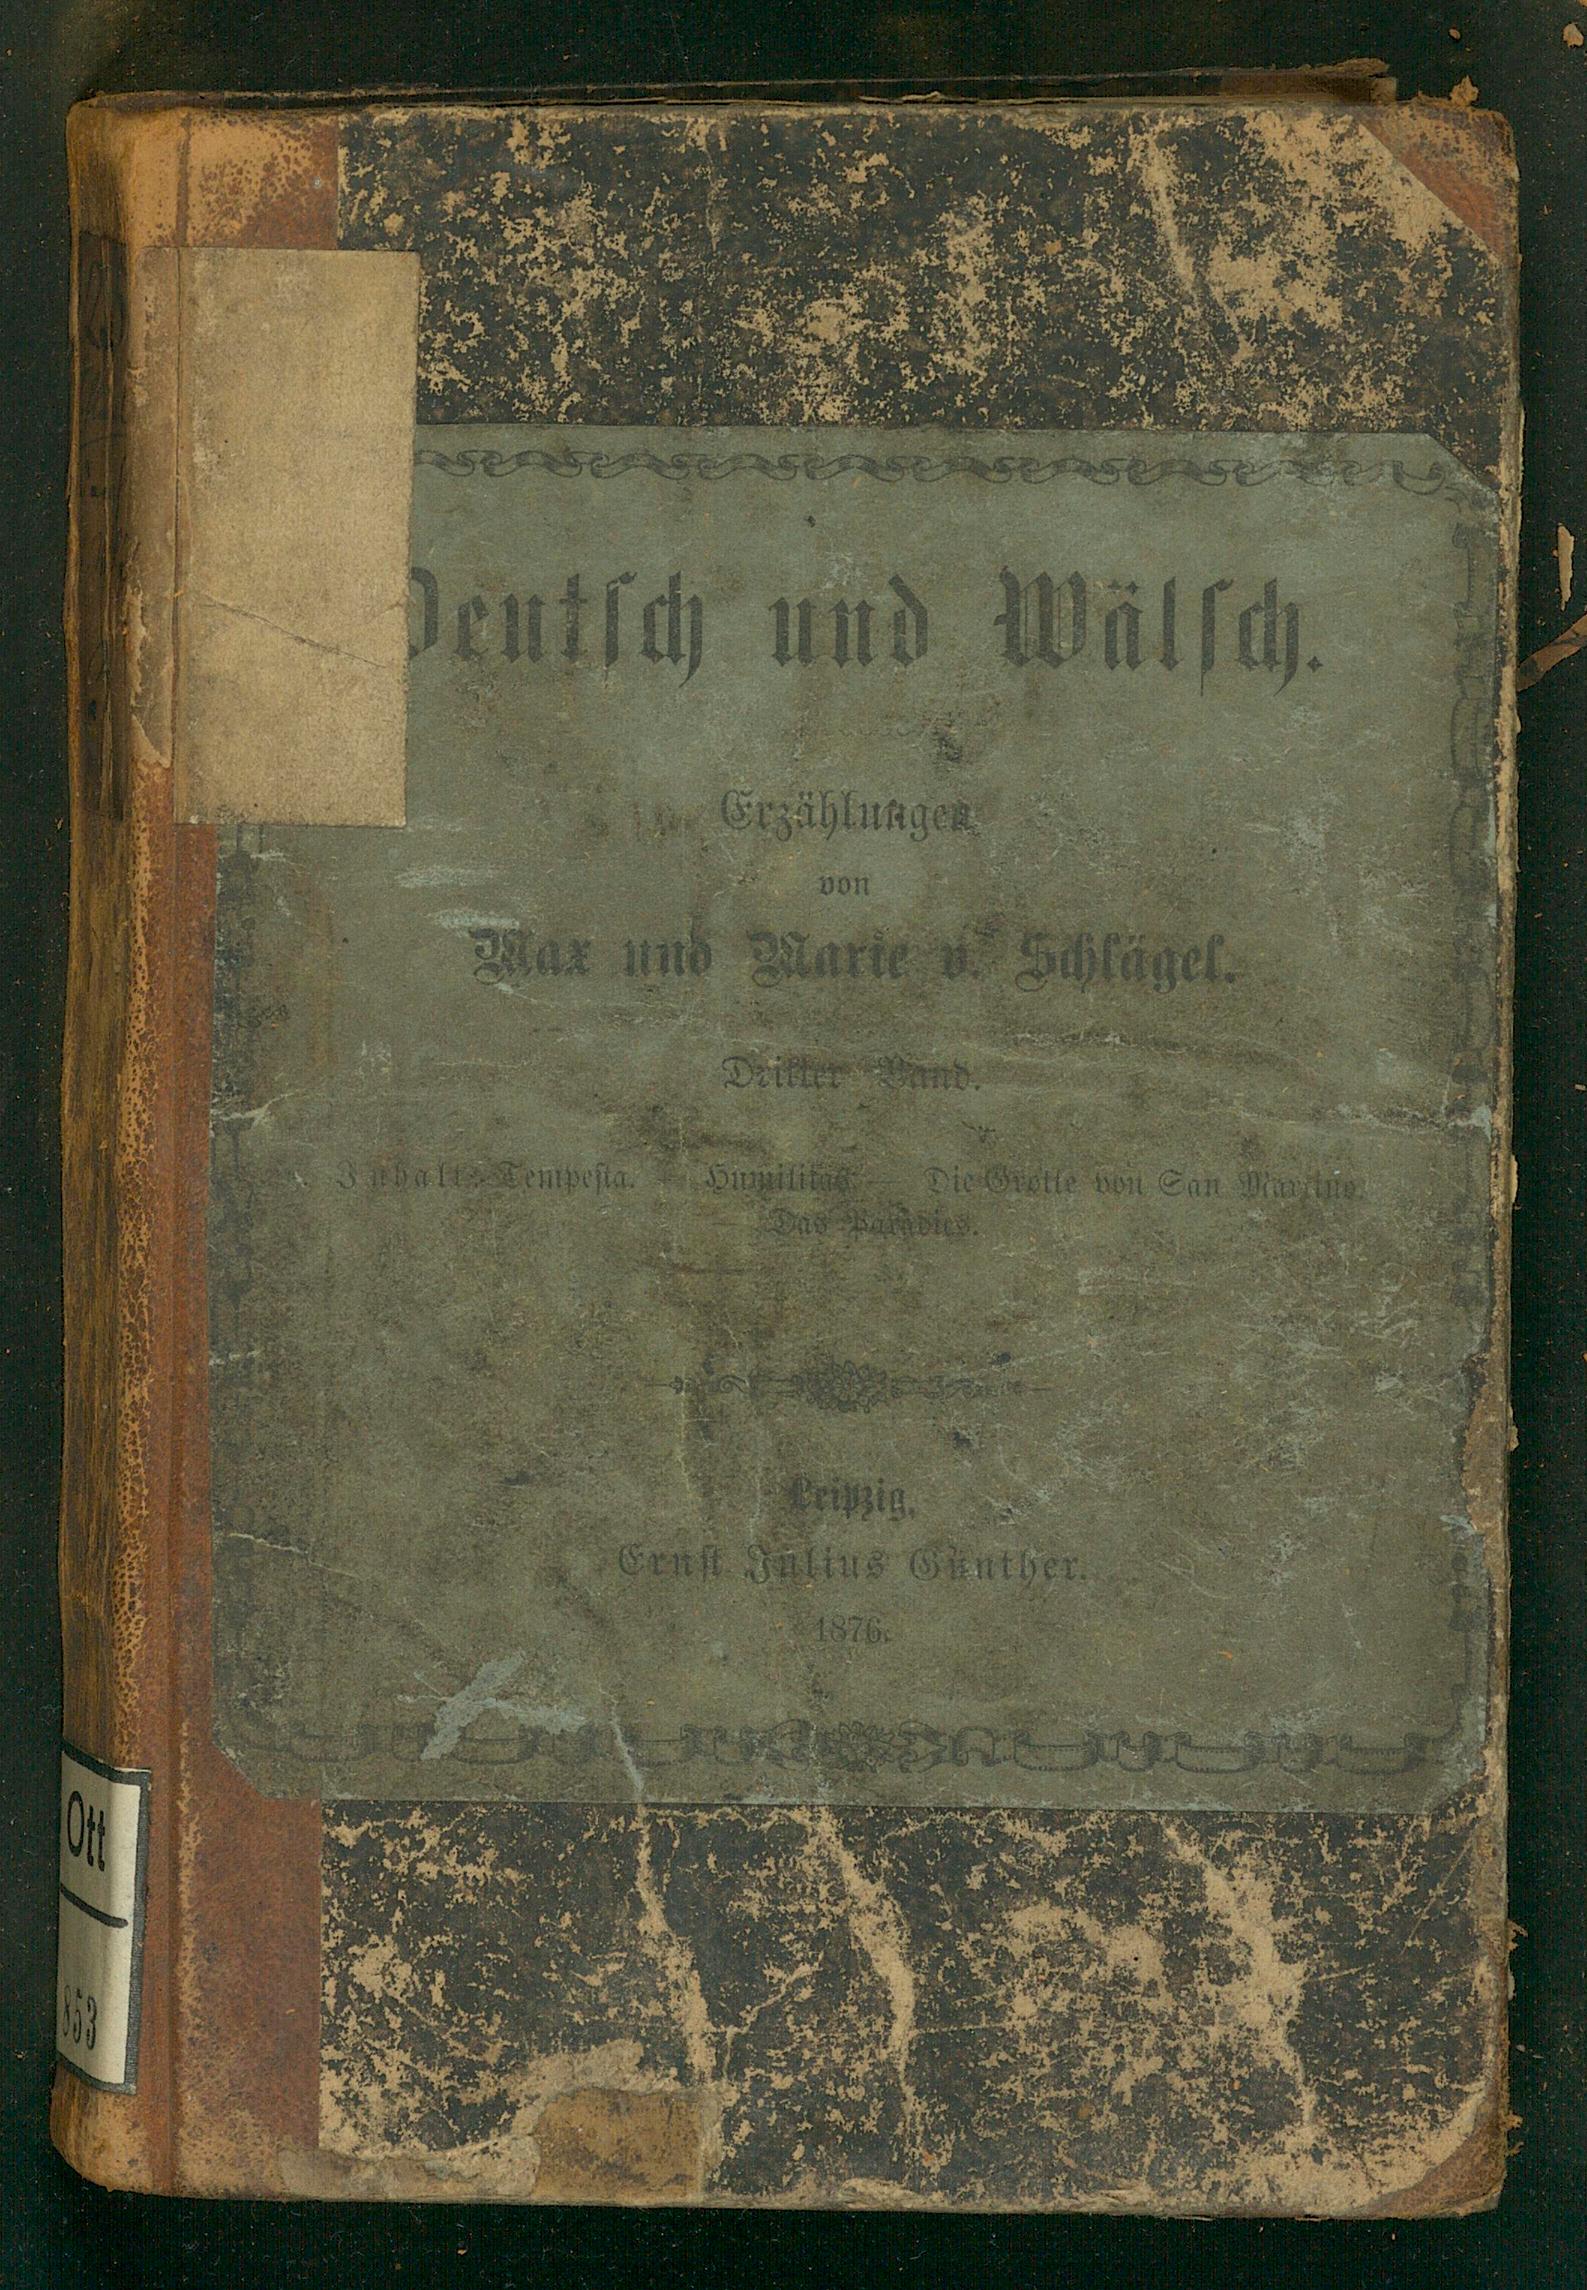 Deutſch und Wälſch.
Erzählungen
von
Max und Marie v. Schlägel.
Dritter Band.
Inhalt: Tempeſta. — Humilitas. — Die Grotte von San Martino.
— Das Paradies.
Leipzig,
Ernſt Julius Günther.
1876.
Ott
853